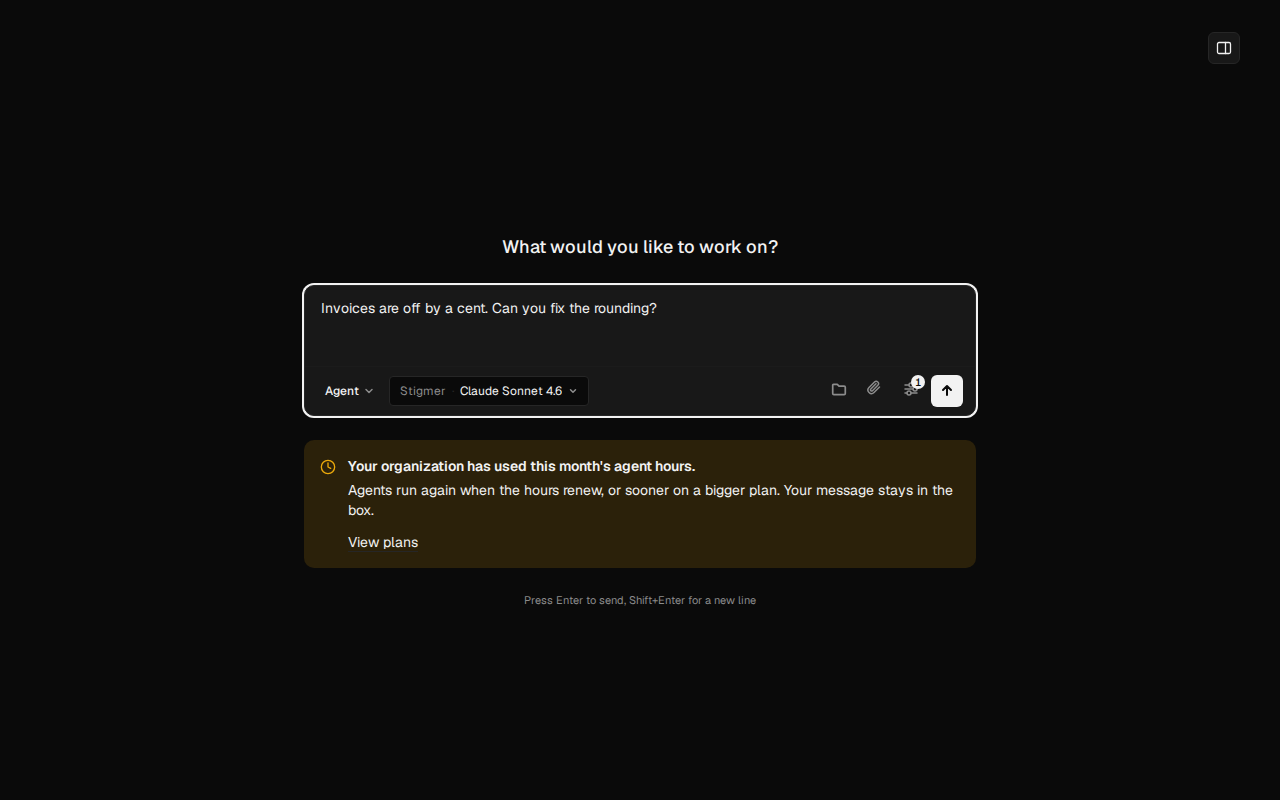 What would you like to work on?
Invoices are off by a cent. Can you fix the rounding?
Agent
Stigmer · Claude Sonnet 4.6
1
Your organization has used this month's agent hours.
Agents run again when the hours renew, or sooner on a bigger plan. Your message stays in the
box.
View plans
Press Enter to send, Shift+Enter for a new line